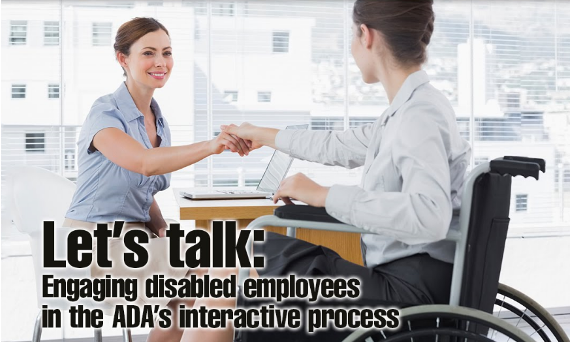 Let's talk:
Engaging disabled employees
in the ADA's interactive process